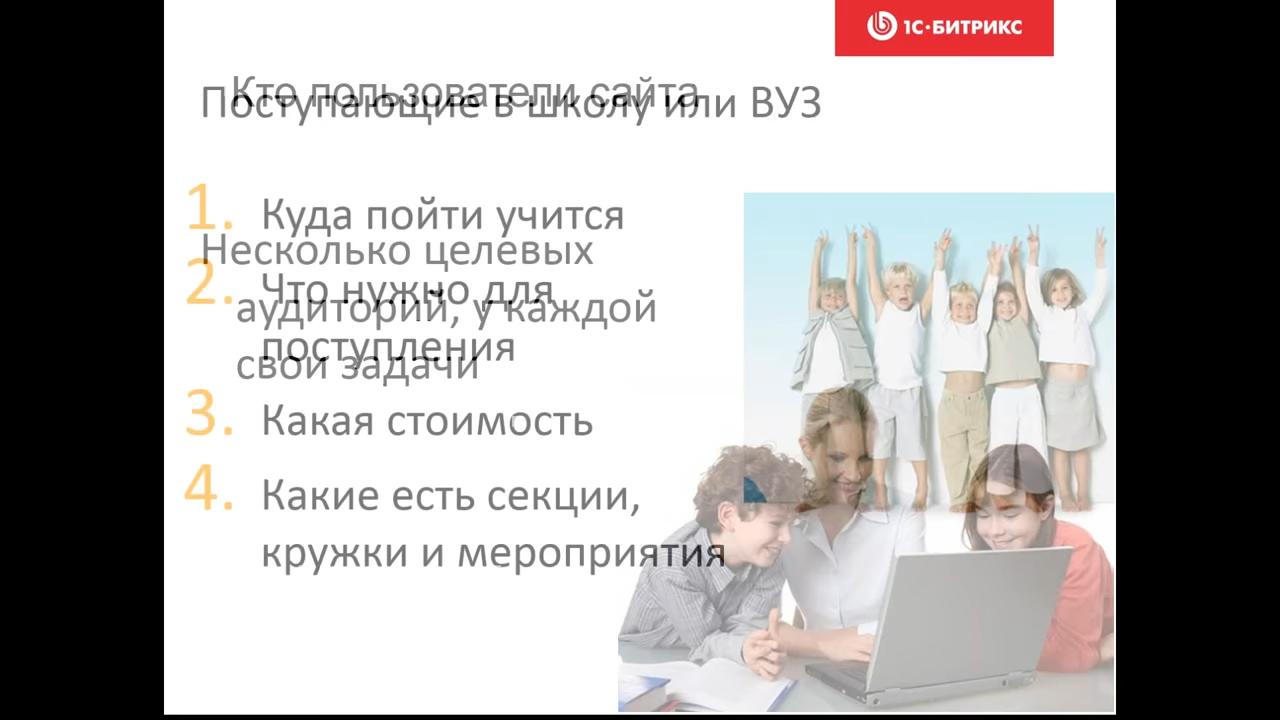 1С·БИТРИКС
Кто пользователи сайта
Поступающие в школу или ВУЗ
1. Куда пойти учится
Несколько целевых
2. Что нужно для
аудиторий, у каждой
поступления
свои задачи
3. Какая стоимость
4. Какие есть секции,
кружки и мероприятия